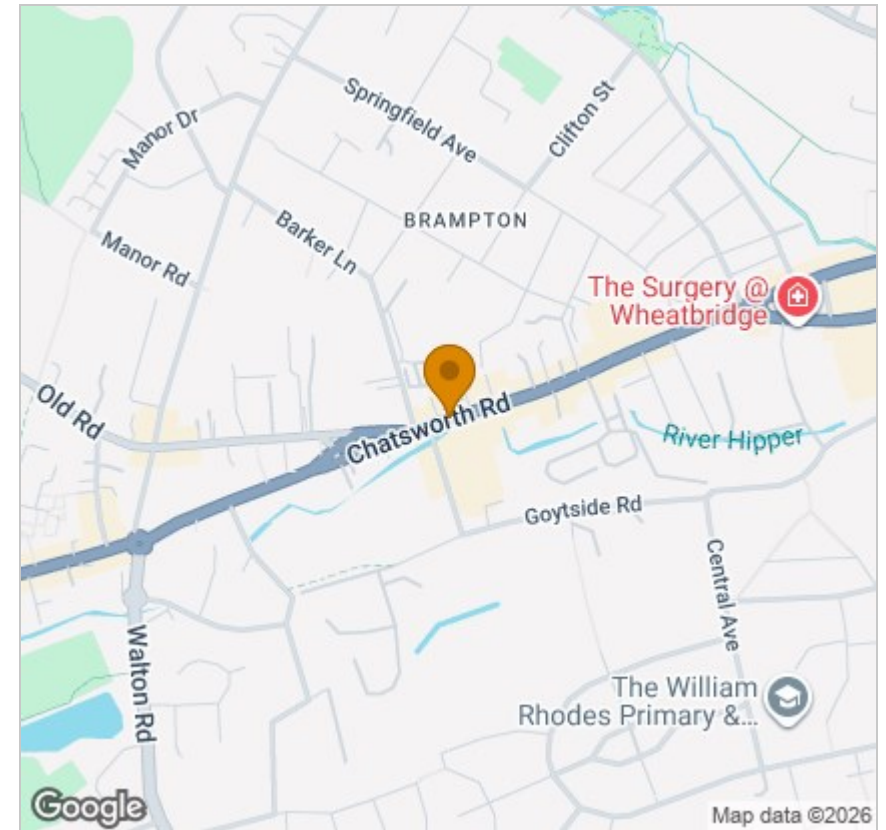 Springfield Ave
Clifton St
Manor Dr
BRAMPTON
Barker Ln
Manor Rd
The Surgery @
Wheatbridge
Old Rd
Chatsworth Rd
River Hipper
Goytside Rd
Central Ave
Walton Rd
The William
Rhodes Primary &...
Google
Map data ©2026